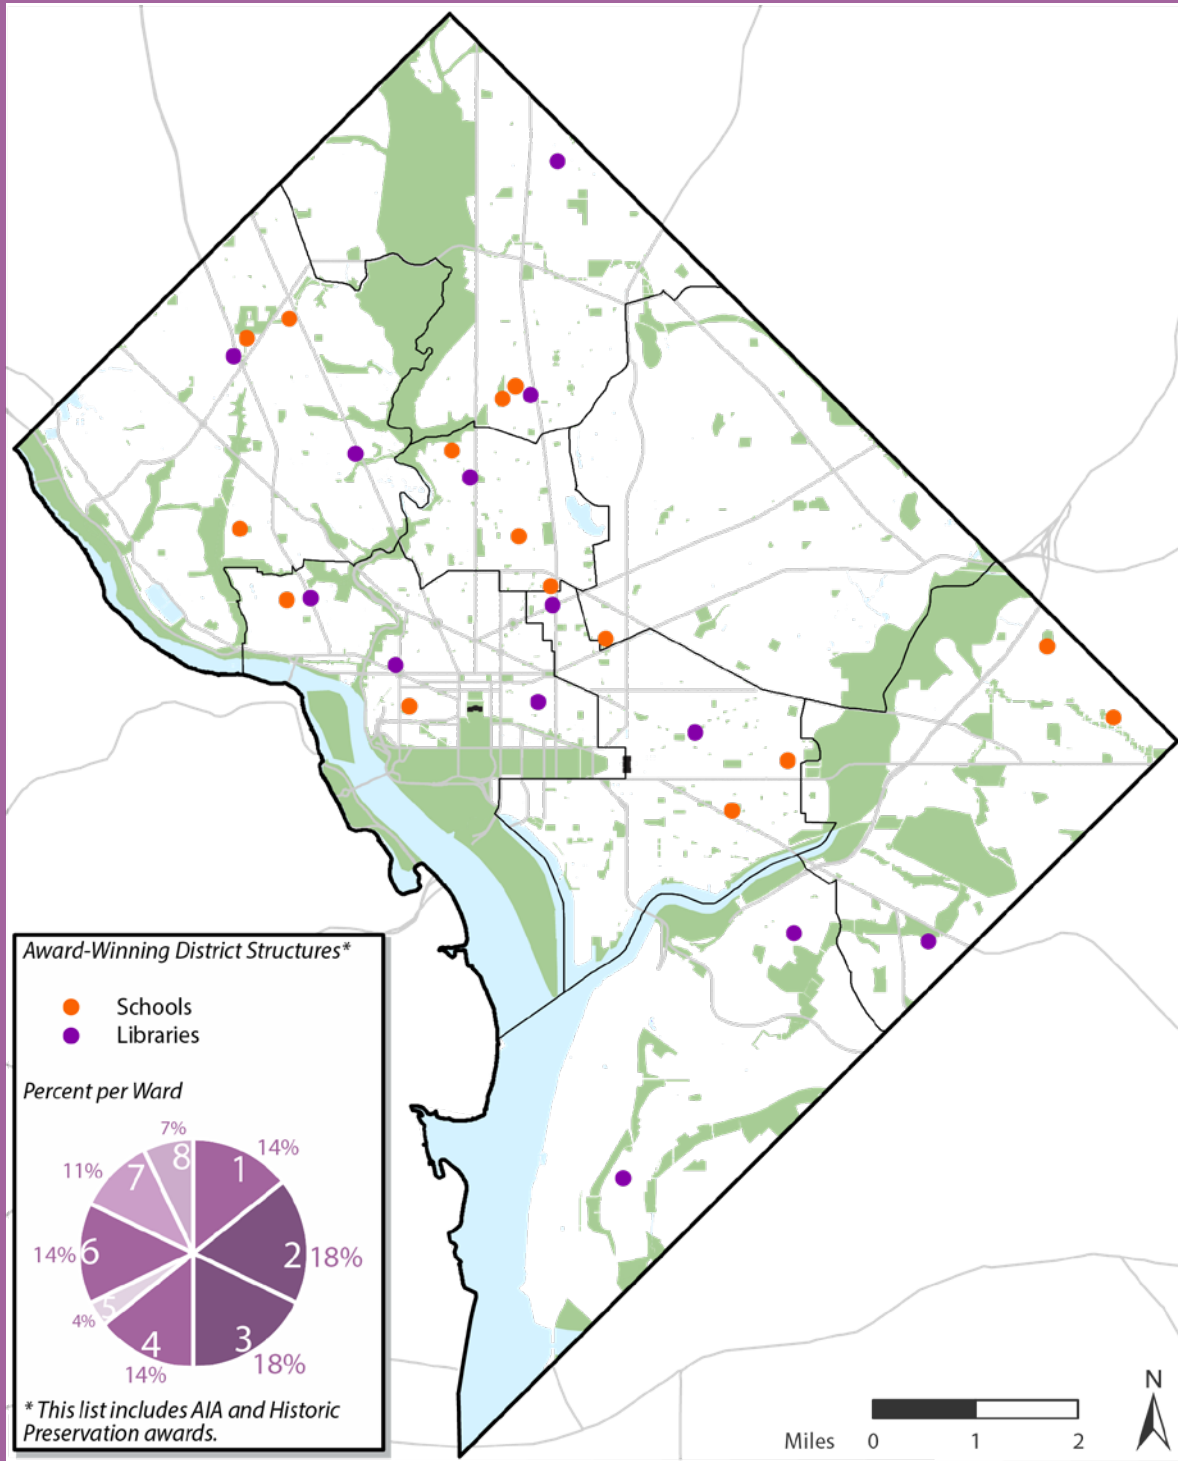 Award-Winning District Structures*
Schools
Libraries
Percent per Ward
7%
8
1
14%
11%
7
14%
6
2
18%
4%
5
4
3
14%
18%
* This list includes AIA and Historic
Preservation awards.
N
Miles 0 1 2